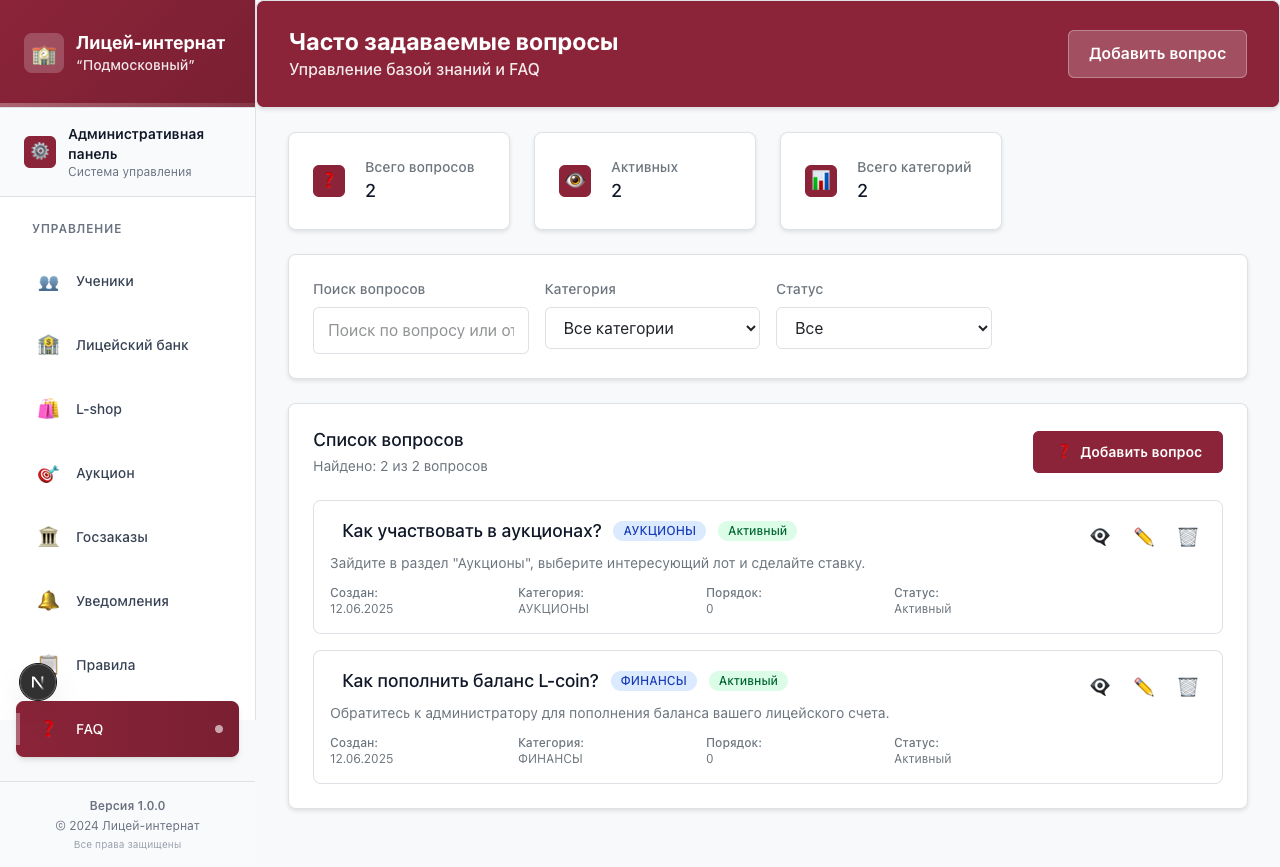 Лицей-интернат
“Подмосковный”
Административная
панель
Система управления
УПРАВЛЕНИЕ
Ученики
Лицейский банк
L-shop
Аукцион
Госзаказы
Уведомления
Правила
N
FAQ
Версия 1.0.0
© 2024 Лицей-интернат
Все права защищены
Часто задаваемые вопросы
Управление базой знаний и FAQ
Добавить вопрос
Всего вопросов
2
Активных
2
Всего категорий
2
Поиск вопросов
Категория
Статус
Поиск по вопросу или от
Все категории
Все
Список вопросов
Найдено: 2 из 2 вопросов
❓ Добавить вопрос
Как участвовать в аукционах? АУКЦИОНЫ Активный
Зайдите в раздел "Аукционы", выберите интересующий лот и сделайте ставку.
Создан: Категория: Порядок: Статус:
12.06.2025 АУКЦИОНЫ 0 Активный
Как пополнить баланс L-coin? ФИНАНСЫ Активный
Обратитесь к администратору для пополнения баланса вашего лицейского счета.
Создан: Категория: Порядок: Статус:
12.06.2025 ФИНАНСЫ 0 Активный